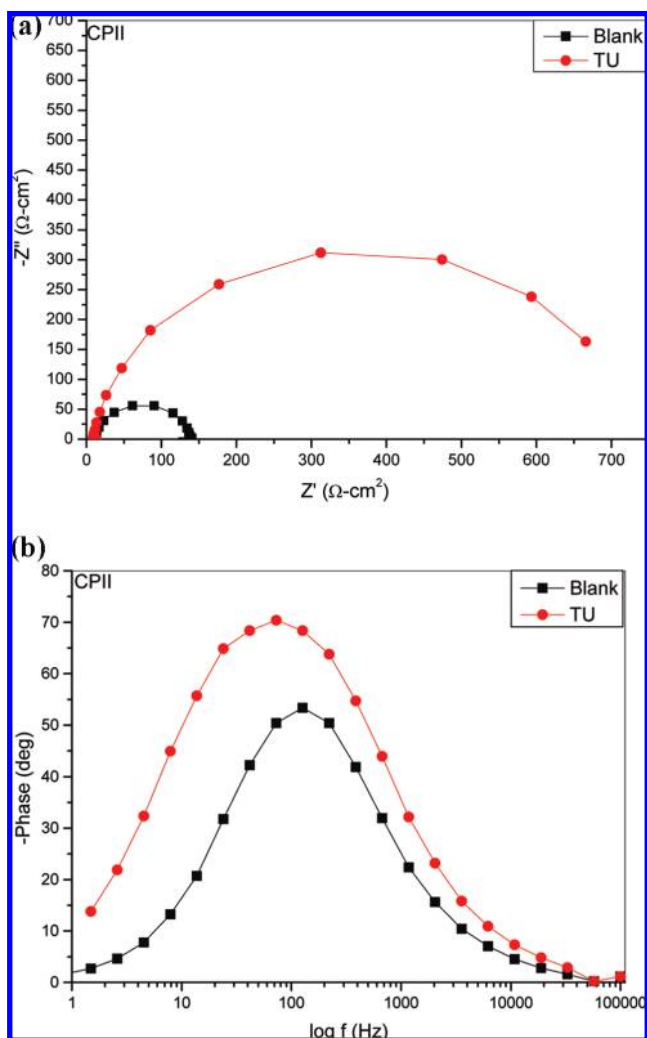 (a)
CPII
Blank
TU
700
650
600
550
500
450
400
350
300
250
200
150
100
50
0
-Z'' (Ω-cm²)
0 100 200 300 400 500 600 700
Z' (Ω-cm²)
(b)
CPII
Blank
TU
80
70
60
50
40
30
20
10
0
-Phase (deg)
1 10 100 1000 10000 100000
log f (Hz)